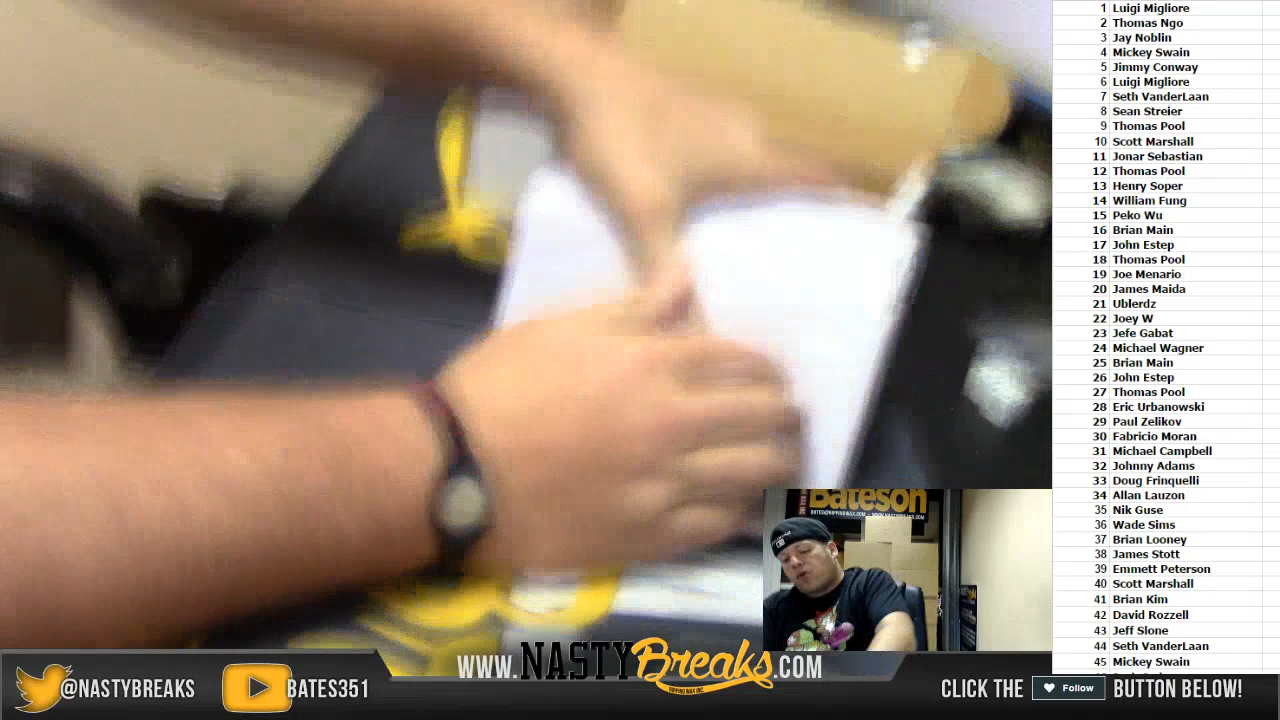 1 Luigi Migliore
2 Thomas Ngo
3 Jay Noblin
4 Mickey Swain
5 Jimmy Conway
6 Luigi Migliore
7 Seth VanderLaan
8 Sean Streier
9 Thomas Pool
10 Scott Marshall
11 Jonar Sebastian
12 Thomas Pool
13 Henry Soper
14 William Fung
15 Peko Wu
16 Brian Main
17 John Estep
18 Thomas Pool
19 Joe Menario
20 James Maida
21 Ublerdz
22 Joey W
23 Jefe Gabat
24 Michael Wagner
25 Brian Main
26 John Estep
27 Thomas Pool
28 Eric Urbanowski
29 Paul Zelikov
30 Fabricio Moran
31 Michael Campbell
32 Johnny Adams
33 Doug Frinquelli
34 Allan Lauzon
35 Nik Guse
36 Wade Sims
37 Brian Looney
38 James Stott
39 Emmett Peterson
40 Scott Marshall
41 Brian Kim
42 David Rozzell
43 Jeff Slone
44 Seth VanderLaan
45 Mickey Swain
Bateson
@NASTYBREAKS
BATES351
WWW.NASTYBreaks.COM
RIPPING WAX INC.
CLICK THE Follow BUTTON BELOW!